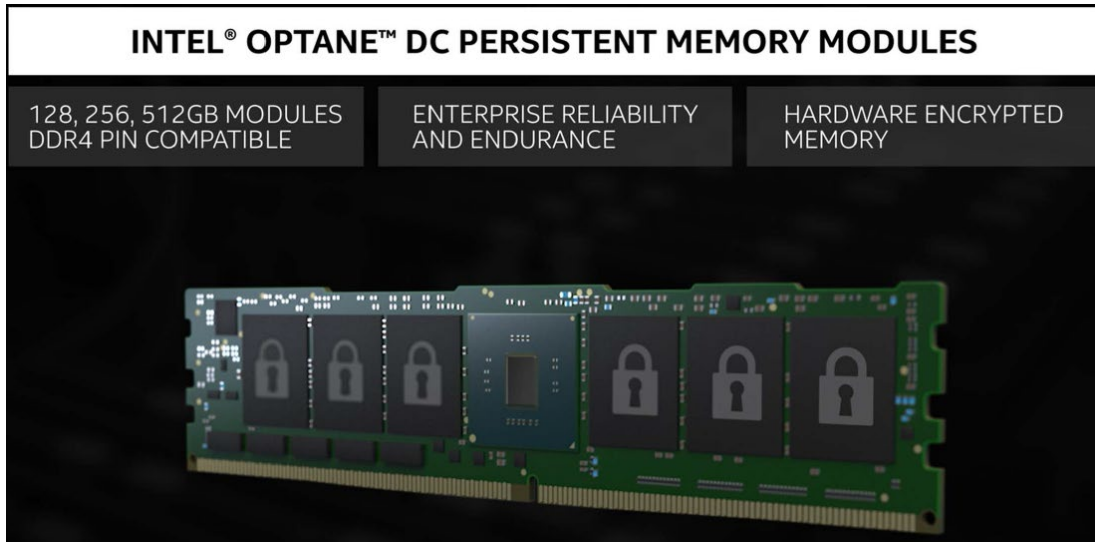 INTEL® OPTANE™ DC PERSISTENT MEMORY MODULES
128, 256, 512GB MODULES
DDR4 PIN COMPATIBLE
ENTERPRISE RELIABILITY
AND ENDURANCE
HARDWARE ENCRYPTED
MEMORY